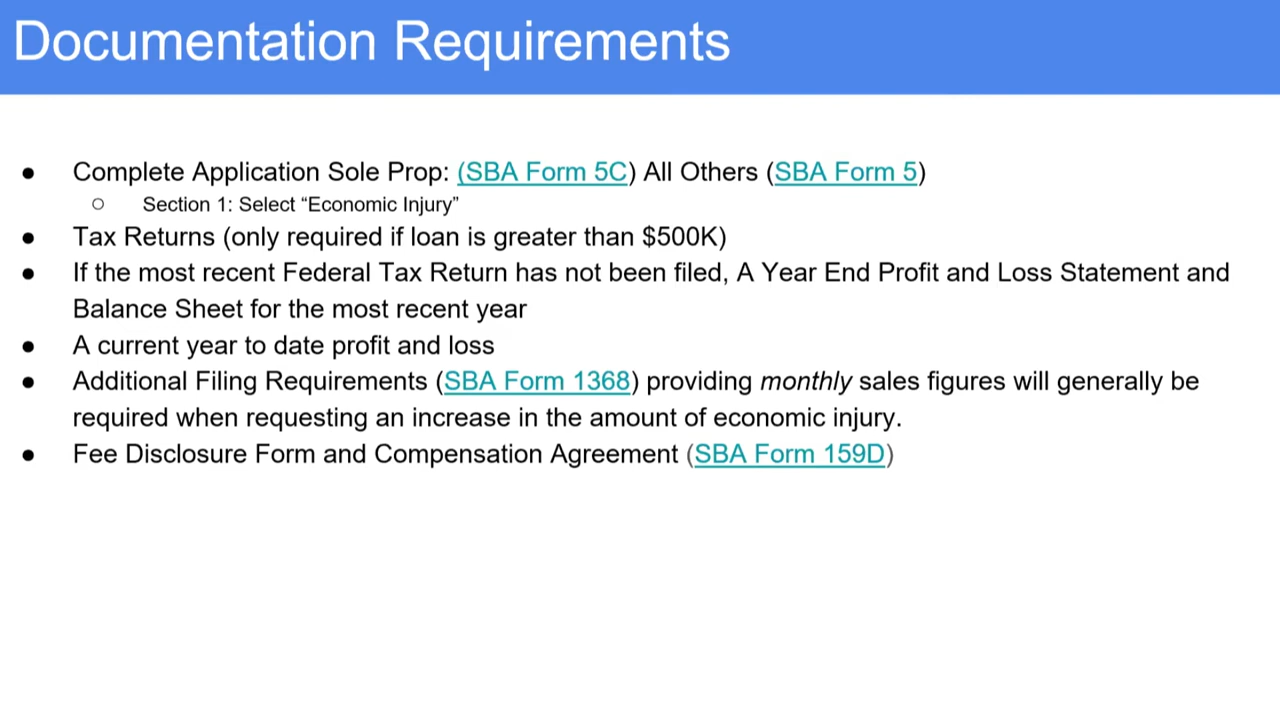 Documentation Requirements
● Complete Application Sole Prop: (SBA Form 5C) All Others (SBA Form 5)
○ Section 1: Select “Economic Injury”
● Tax Returns (only required if loan is greater than $500K)
● If the most recent Federal Tax Return has not been filed, A Year End Profit and Loss Statement and
Balance Sheet for the most recent year
● A current year to date profit and loss
● Additional Filing Requirements (SBA Form 1368) providing monthly sales figures will generally be
required when requesting an increase in the amount of economic injury.
● Fee Disclosure Form and Compensation Agreement (SBA Form 159D)